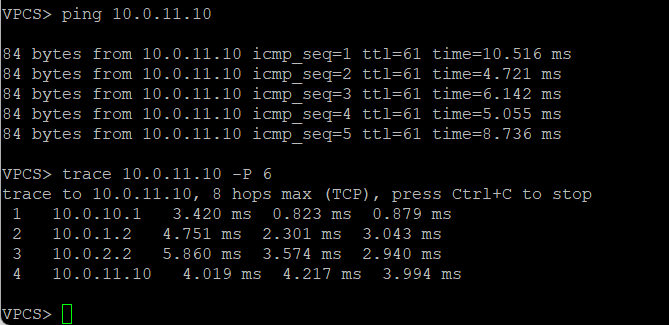 VPCS> ping 10.0.11.10
84 bytes from 10.0.11.10 icmp_seq=1 ttl=61 time=10.516 ms
84 bytes from 10.0.11.10 icmp_seq=2 ttl=61 time=4.721 ms
84 bytes from 10.0.11.10 icmp_seq=3 ttl=61 time=6.142 ms
84 bytes from 10.0.11.10 icmp_seq=4 ttl=61 time=5.055 ms
84 bytes from 10.0.11.10 icmp_seq=5 ttl=61 time=8.736 ms
VPCS> trace 10.0.11.10 -P 6
trace to 10.0.11.10, 8 hops max (TCP), press Ctrl+C to stop
 1   10.0.10.1   3.420 ms  0.823 ms  0.879 ms
 2   10.0.1.2   4.751 ms  2.301 ms  3.043 ms
 3   10.0.2.2   5.860 ms  3.574 ms  2.940 ms
 4   10.0.11.10   4.019 ms  4.217 ms  3.994 ms
VPCS>